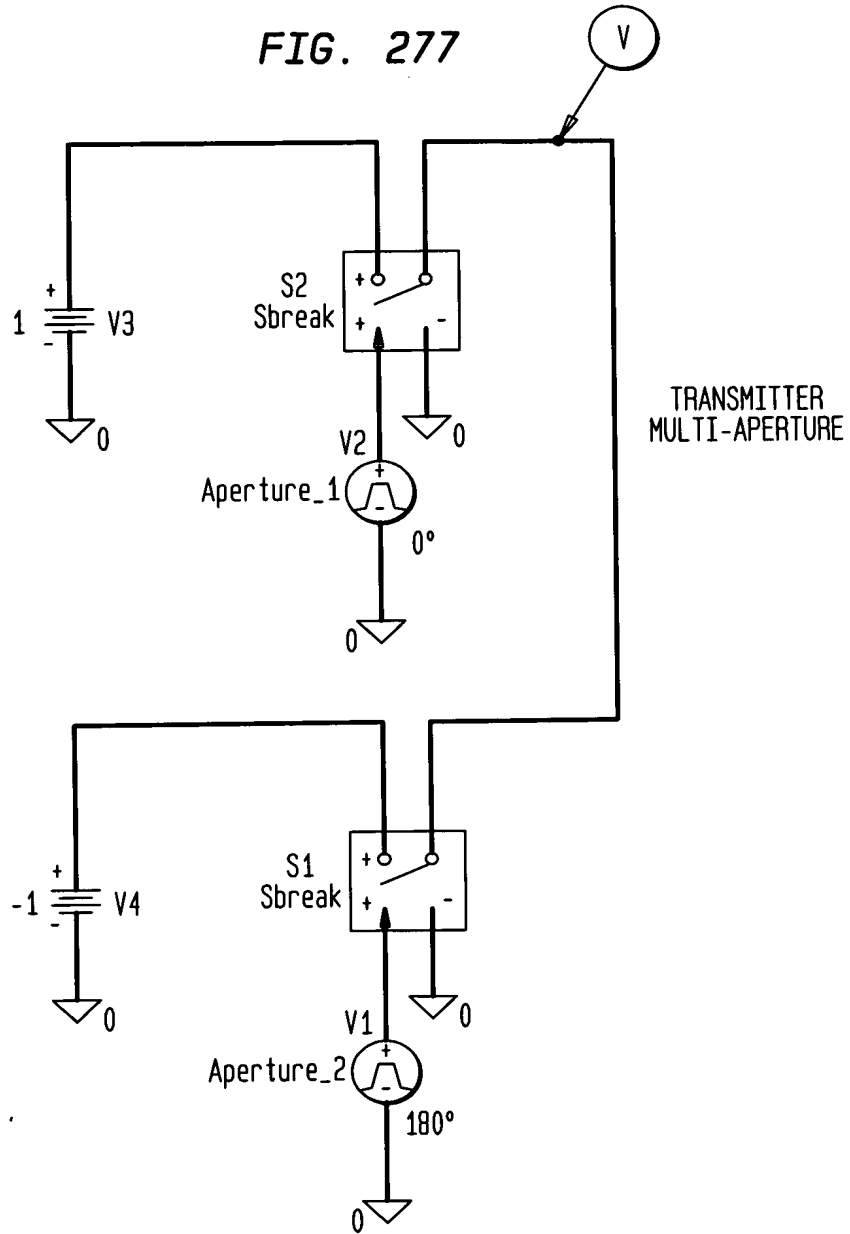 FIG. 277
V
S2
Sbreak
+
+
+
-
1
+
-
V3
0
0
TRANSMITTER
MULTI-APERTURE
V2
Aperture_1
+
-
0°
0
S1
Sbreak
+
+
-
-1
+
-
V4
0
0
V1
Aperture_2
+
-
180°
0